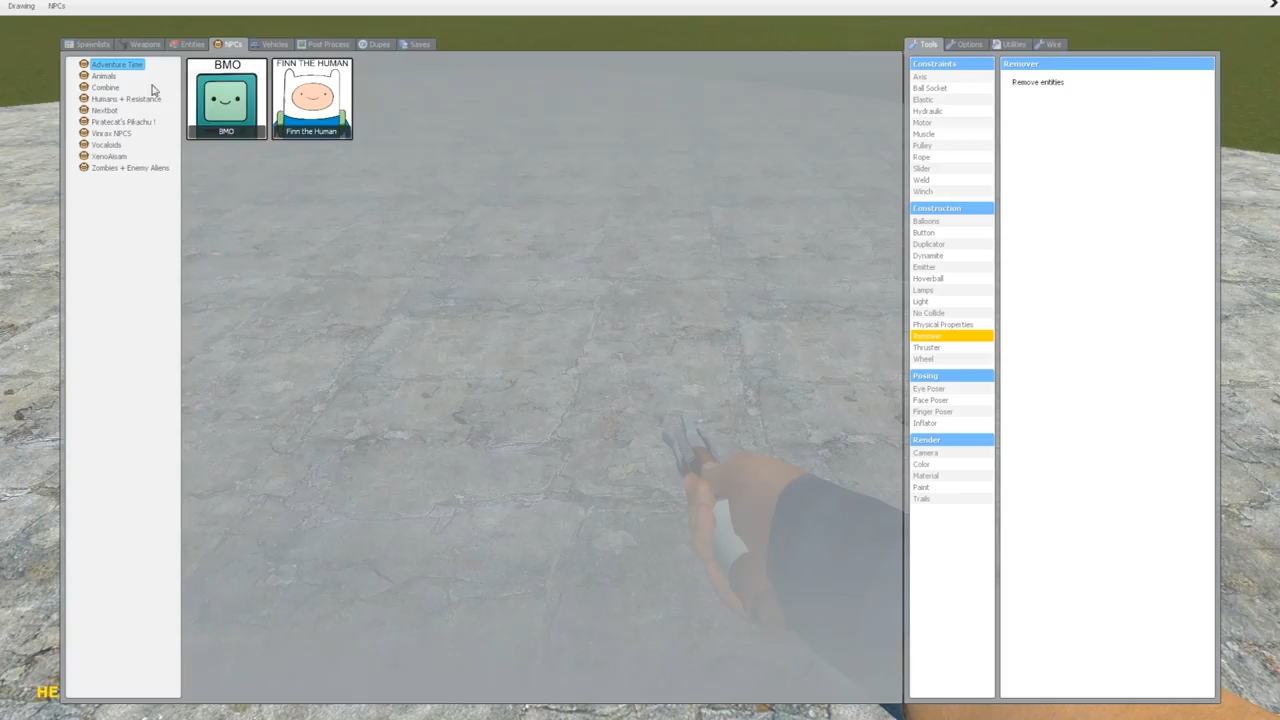 Drawing NPCs
Spawnlists Weapons Entities NPCs Vehicles Post Process Dupes Saves
Adventure Time
Animals
Combine
Humans + Resistance
Nextbot
Piratecat's Pikachu !
Vinrax NPCS
Vocaloids
XenoAisam
Zombies + Enemy Aliens
BMO
BMO
FINN THE HUMAN
Finn the Human
Tools Options Utilities Wire
Constraints
Axis
Ball Socket
Elastic
Hydraulic
Motor
Muscle
Pulley
Rope
Slider
Weld
Winch
Construction
Balloons
Button
Duplicator
Dynamite
Emitter
Hoverball
Lamps
Light
No Collide
Physical Properties
Remover
Thruster
Wheel
Posing
Eye Poser
Face Poser
Finger Poser
Inflator
Render
Camera
Color
Material
Paint
Trails
Remover
Remove entities
HE